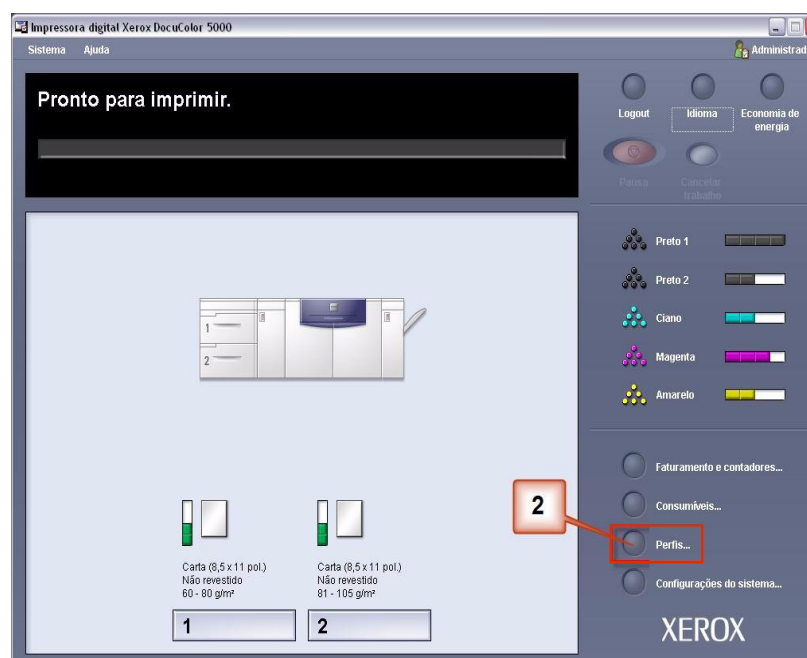 Impressora digital Xerox DocuColor 5000
Sistema Ajuda
Administrad
Pronto para imprimir.
Logout
Idioma
Economia de
energia
Pausa
Cancelar
trabalho
Preto 1
Preto 2
Ciano
Magenta
Amarelo
1
2
Faturamento e contadores...
Consumíveis...
2
Perfis...
Configurações do sistema...
Carta (8,5 x 11 pol.)
Não revestido
60 - 80 g/m²
1
Carta (8,5 x 11 pol.)
Não revestido
81 - 105 g/m²
2
XEROX